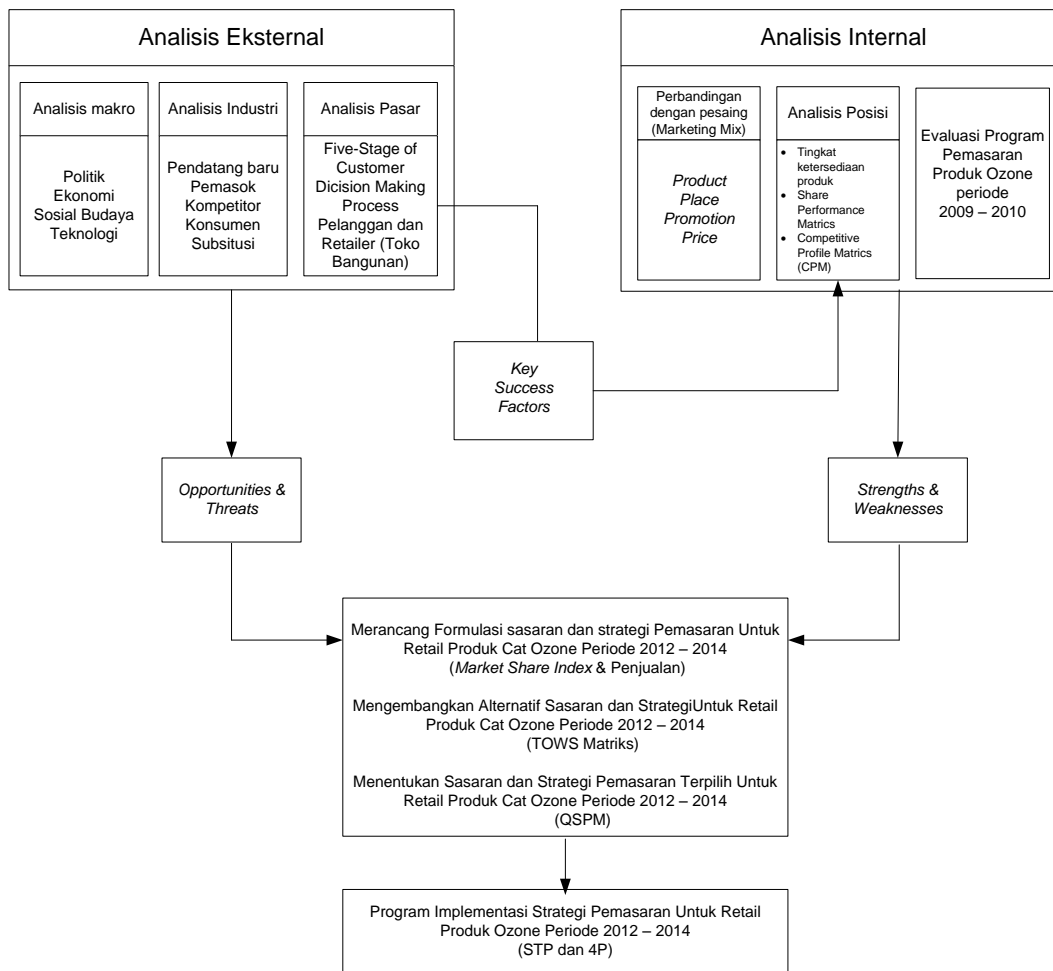 Analisis Eksternal
Analisis makro
Politik
Ekonomi
Sosial Budaya
Teknologi
Analisis Industri
Pendatang baru
Pemasok
Kompetitor
Konsumen
Subsitusi
Analisis Pasar
Five-Stage of
Customer
Dicision Making
Process
Pelanggan dan
Retailer (Toko
Bangunan)
Analisis Internal
Perbandingan
dengan pesaing
(Marketing Mix)
Product
Place
Promotion
Price
Analisis Posisi
• Tingkat
ketersediaan
produk
• Share
Performance
Matrics
• Competitive
Profile Matrics
(CPM)
Evaluasi Program
Pemasaran
Produk Ozone
periode
2009 – 2010
Key
Success
Factors
Opportunities &
Threats
Strengths &
Weaknesses
Merancang Formulasi sasaran dan strategi Pemasaran Untuk
Retail Produk Cat Ozone Periode 2012 – 2014
(Market Share Index & Penjualan)
Mengembangkan Alternatif Sasaran dan StrategiUntuk Retail
Produk Cat Ozone Periode 2012 – 2014
(TOWS Matriks)
Menentukan Sasaran dan Strategi Pemasaran Terpilih Untuk
Retail Produk Cat Ozone Periode 2012 – 2014
(QSPM)
Program Implementasi Strategi Pemasaran Untuk Retail
Produk Ozone Periode 2012 – 2014
(STP dan 4P)